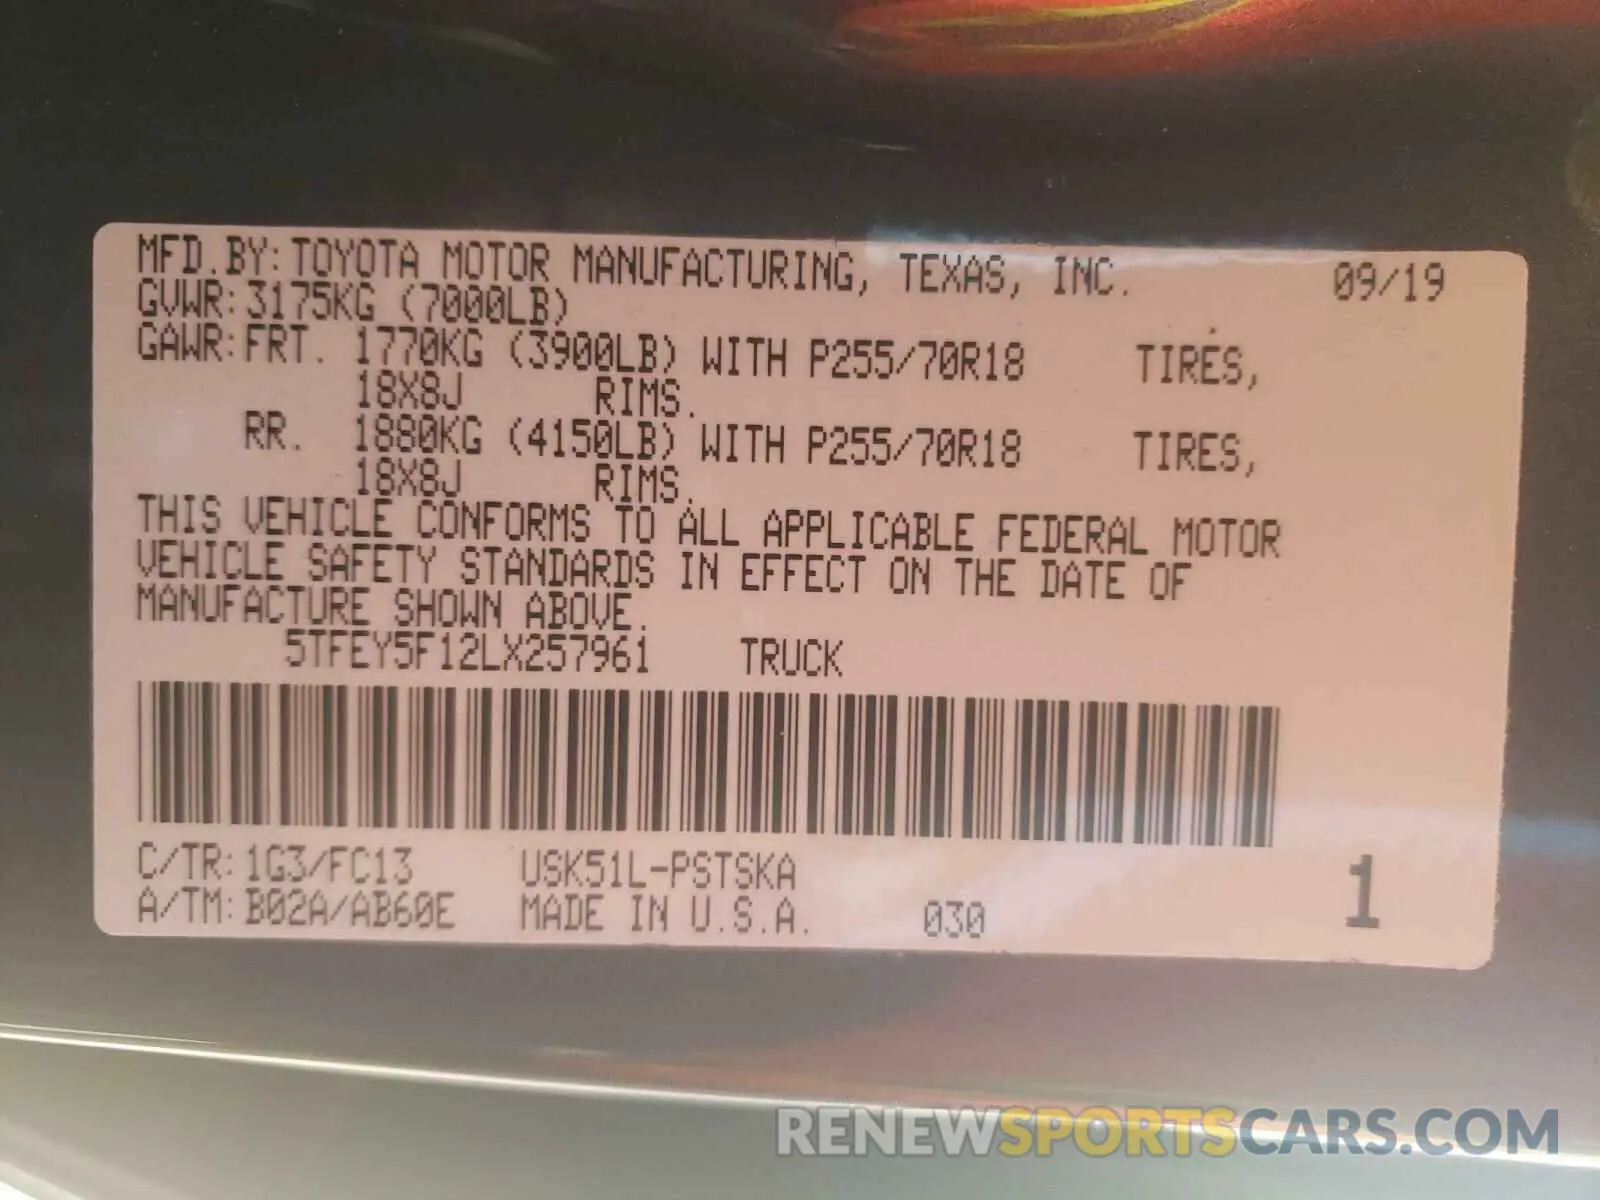 MFD.BY: TOYOTA MOTOR MANUFACTURING, TEXAS, INC. 09/19
GVWR: 3175KG (7000LB)
GAWR: FRT. 1770KG (3900LB) WITH P255/70R18 TIRES,
18X8J RIMS.
RR. 1880KG (4150LB) WITH P255/70R18 TIRES,
18X8J RIMS.
THIS VEHICLE CONFORMS TO ALL APPLICABLE FEDERAL MOTOR
VEHICLE SAFETY STANDARDS IN EFFECT ON THE DATE OF
MANUFACTURE SHOWN ABOVE.
5TFEY5F12LX257961 TRUCK
C/TR: 1G3/FC13 USK51L-PSTSKA
A/TM: B02A/AB60E MADE IN U.S.A. 030 1
RENEWSPORTSCARS.COM